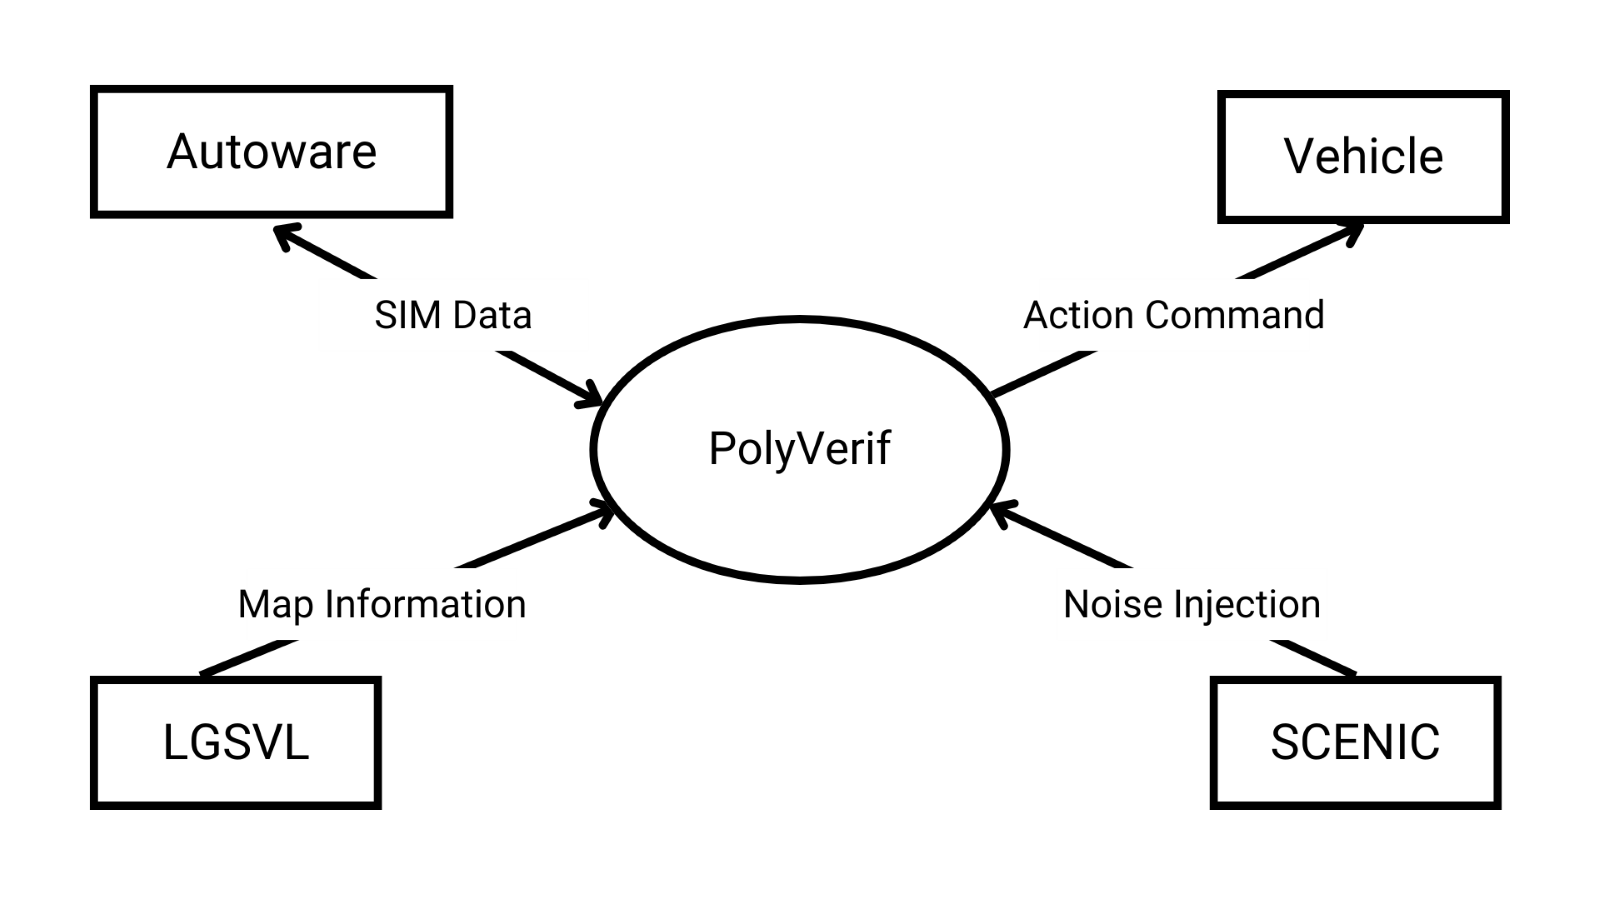 Autoware
Vehicle
SIM Data
Action Command
PolyVerif
Map Information
Noise Injection
LGSVL
SCENIC